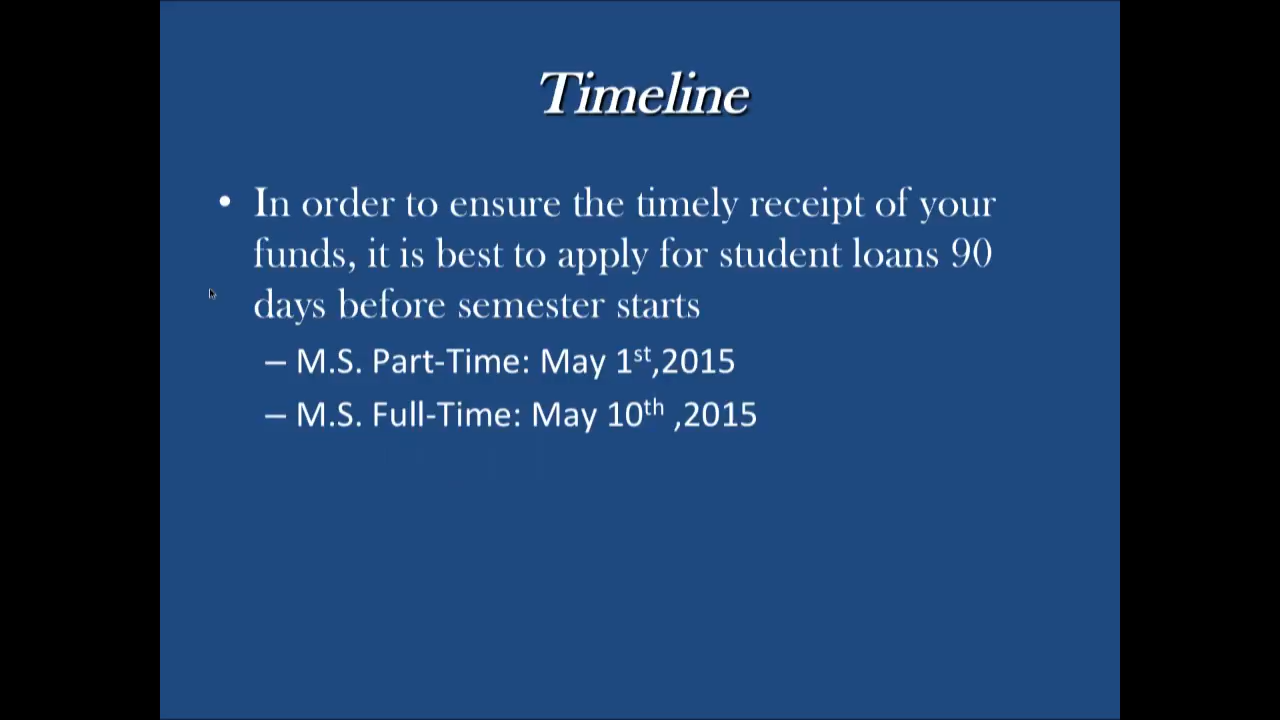 Timeline
• In order to ensure the timely receipt of your
funds, it is best to apply for student loans 90
days before semester starts
– M.S. Part-Time: May 1st,2015
– M.S. Full-Time: May 10th ,2015